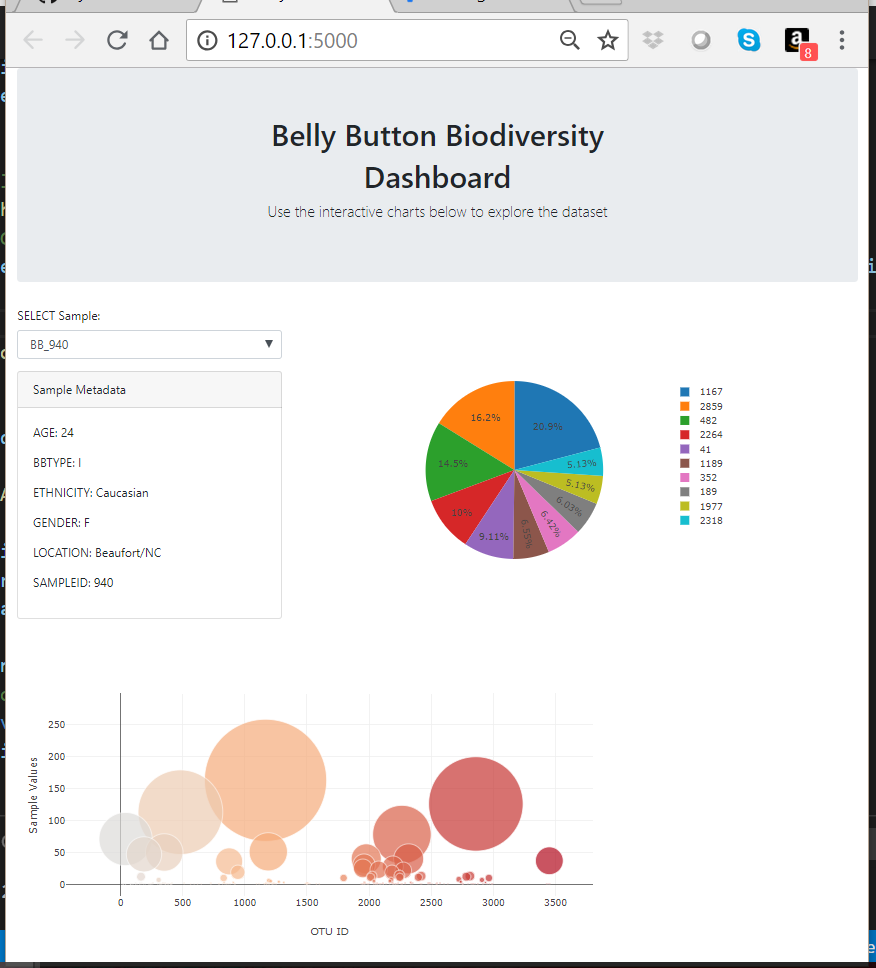 127.0.0.1:5000
8
Belly Button Biodiversity
Dashboard
Use the interactive charts below to explore the dataset
SELECT Sample:
BB_940
Sample Metadata
AGE: 24
BBTYPE: I
ETHNICITY: Caucasian
GENDER: F
LOCATION: Beaufort/NC
SAMPLEID: 940
20.9%
16.2%
14.5%
10%
9.11%
6.55%
6.42%
6.03%
5.13%
5.13%
1167
2859
482
2264
41
1189
352
189
1977
2318
250
200
150
100
50
0
Sample Values
0 500 1000 1500 2000 2500 3000 3500
OTU ID